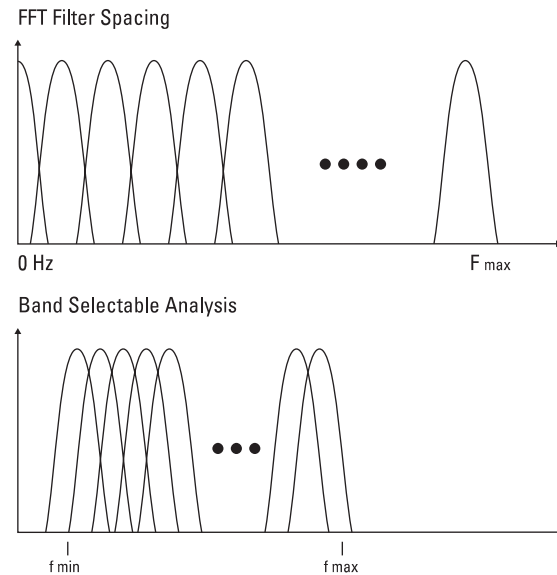 FFT Filter Spacing
0 Hz
F max
Band Selectable Analysis
f min
f max